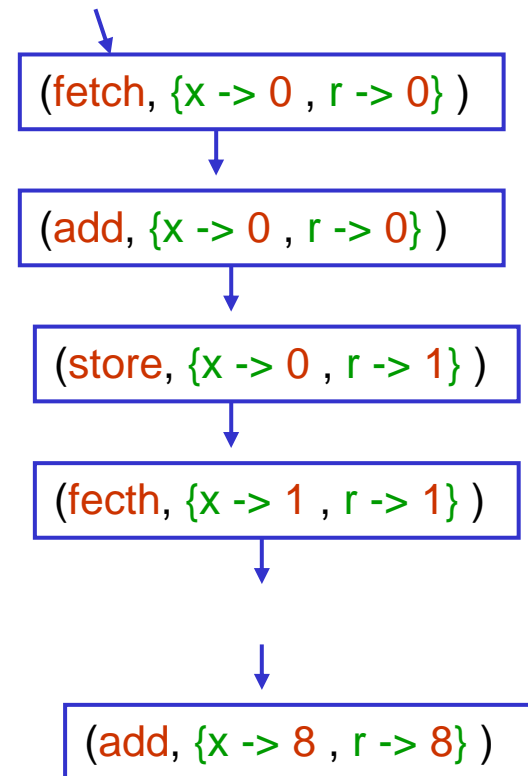 (fetch, {x -> 0 , r -> 0} )
(add, {x -> 0 , r -> 0} )
(store, {x -> 0 , r -> 1} )
(fecth, {x -> 1 , r -> 1} )
(add, {x -> 8 , r -> 8} )